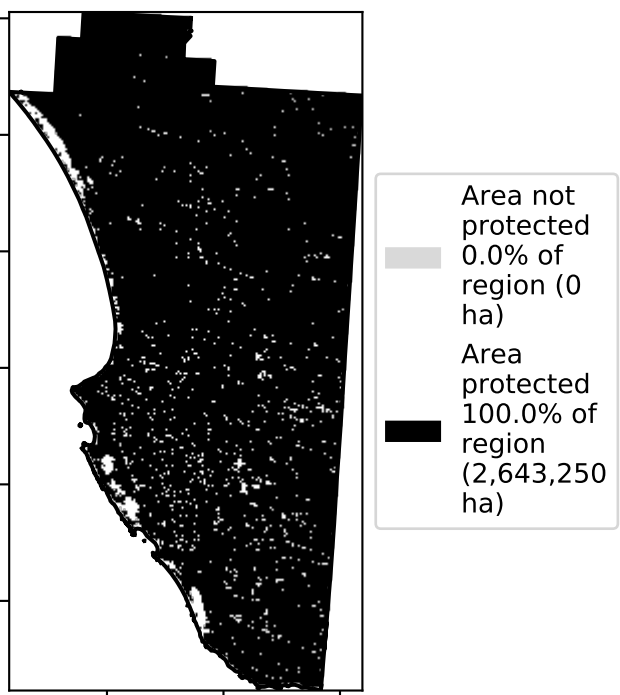 Area not
protected
0.0% of
region (0
ha)
Area
protected
100.0% of
region
(2,643,250
ha)